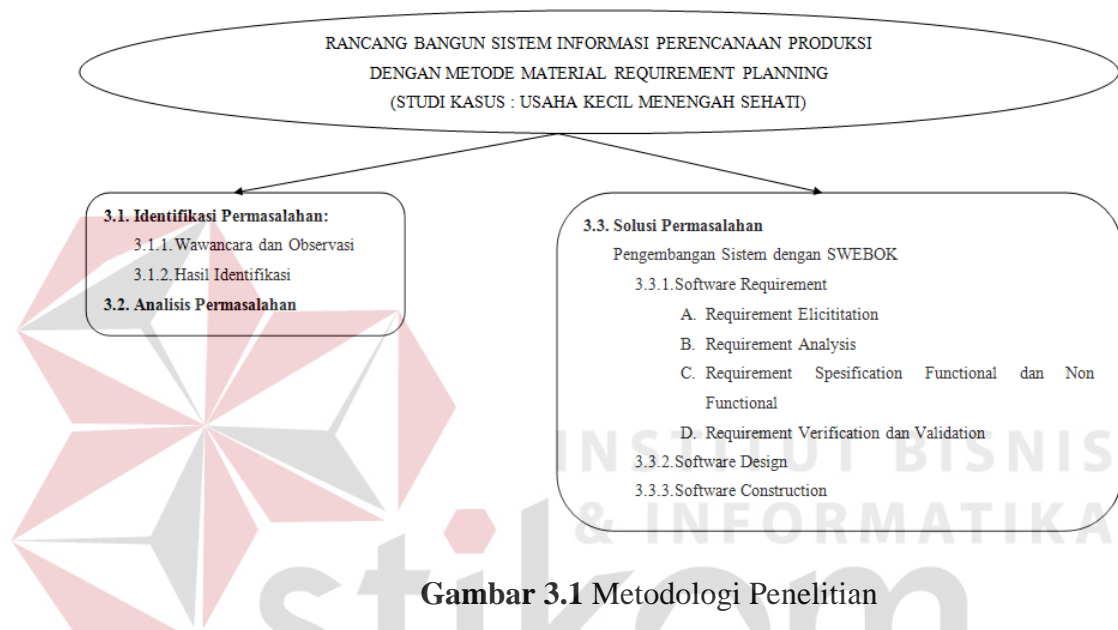 RANCANG BANGUN SISTEM INFORMASI PERENCANAAN PRODUKSI
DENGAN METODE MATERIAL REQUIREMENT PLANNING
(STUDI KASUS : USAHA KECIL MENENGAH SEHATI)
3.1. Identifikasi Permasalahan:
3.1.1. Wawancara dan Observasi
3.1.2. Hasil Identifikasi
3.2. Analisis Permasalahan
3.3. Solusi Permasalahan
Pengembangan Sistem dengan SWEBOK
3.3.1.Software Requirement
A. Requirement Elicititation
B. Requirement Analysis
C. Requirement Spesification Functional dan Non
Functional
D. Requirement Verification dan Validation
3.3.2.Software Design
3.3.3.Software Construction
INSTITUT BISNIS
& INFORMATIKA
stikom
Gambar 3.1 Metodologi Penelitian